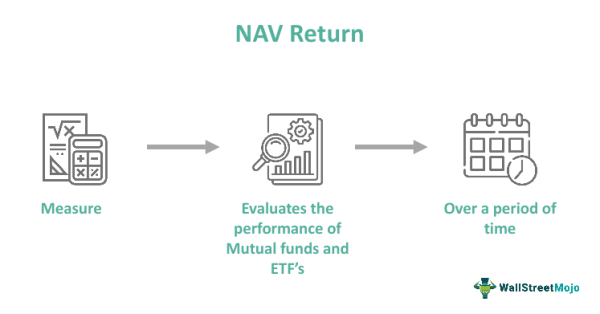 NAV Return
√x
Measure
Evaluates the
performance of
Mutual funds and
ETF's
Over a period of
time
WallStreetMojo